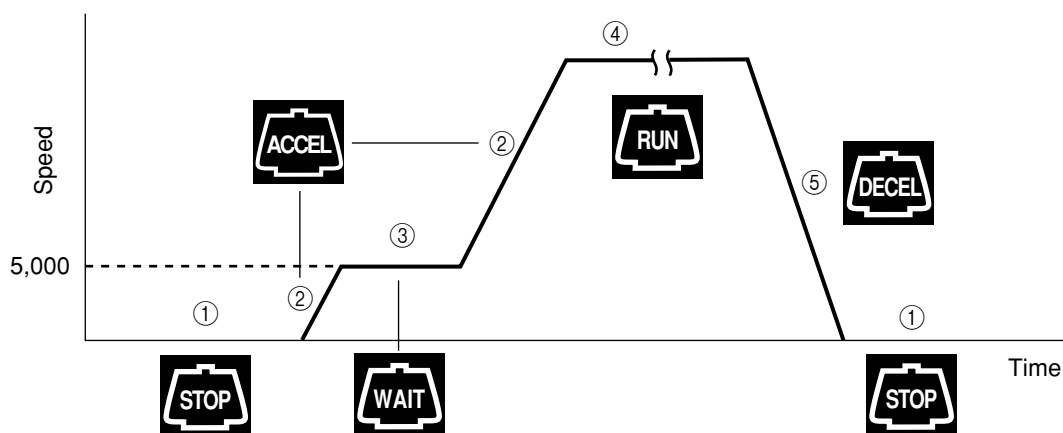 ④
ACCEL
②
RUN
Speed
⑤
DECEL
③
5,000
②
①
①
Time
STOP
WAIT
STOP